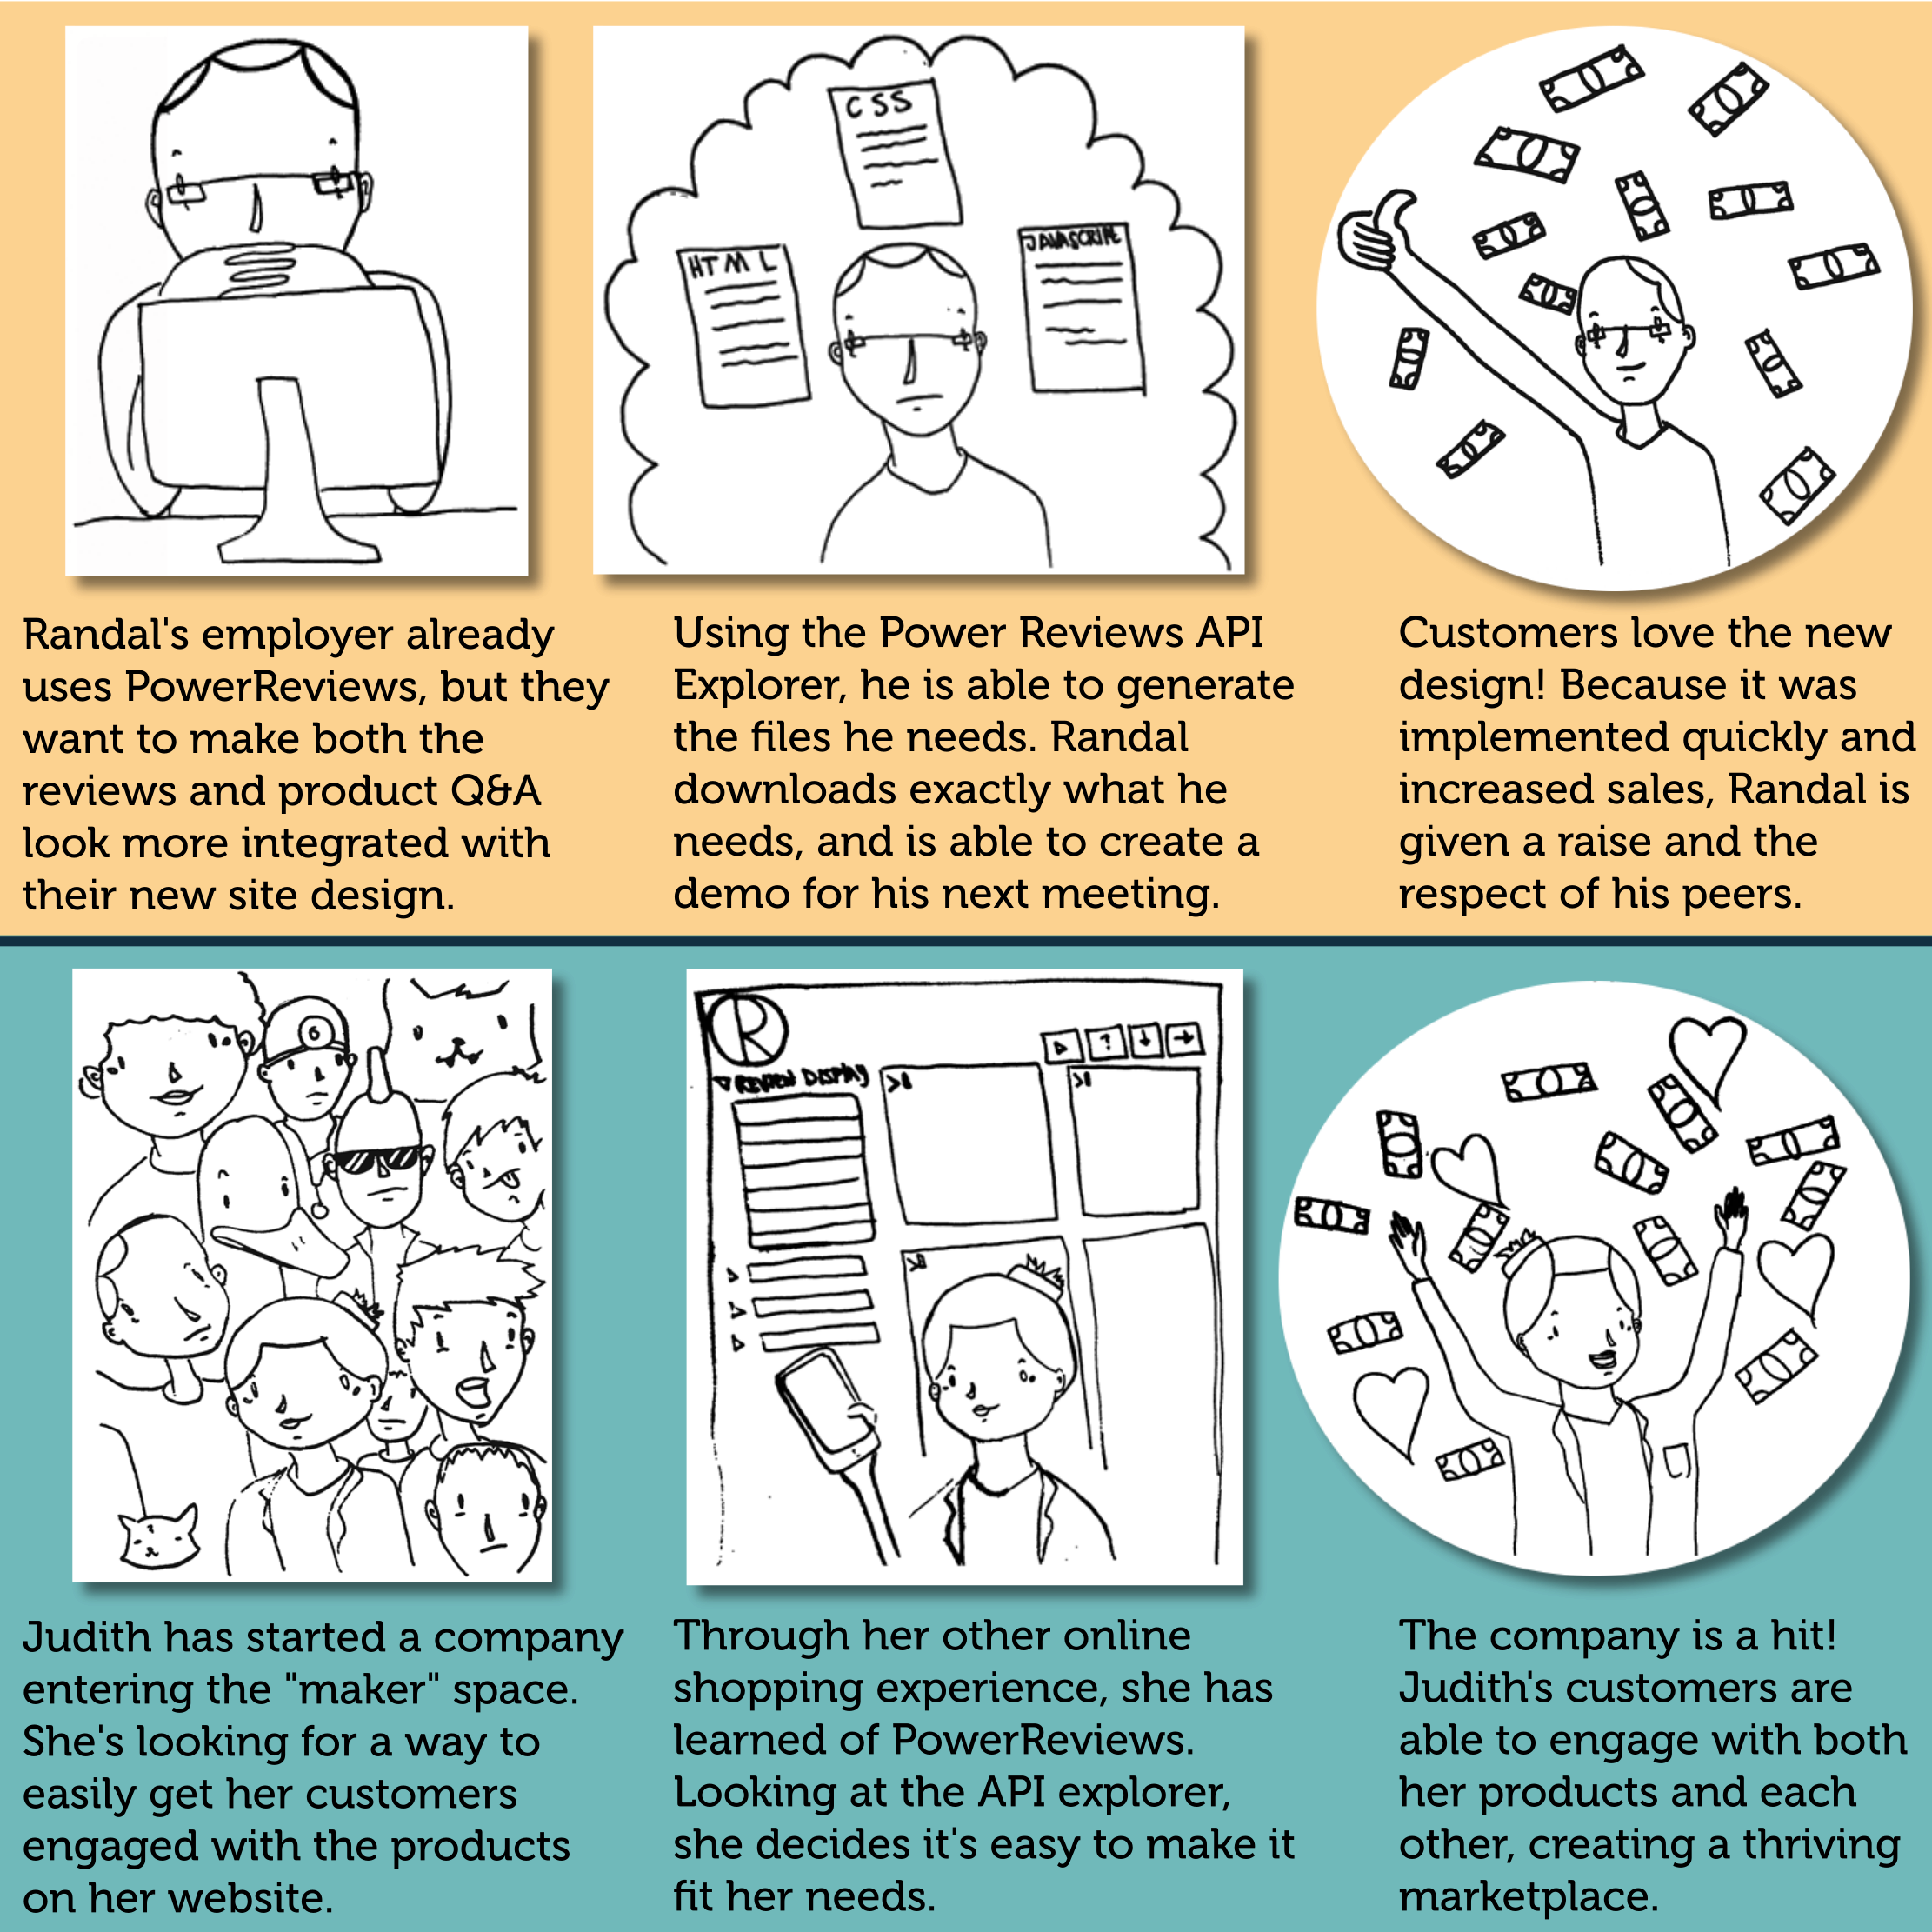 CSS
HTML
JAVASCRIPT
Randal's employer already
uses PowerReviews, but they
want to make both the
reviews and product Q&A
look more integrated with
their new site design.
Using the Power Reviews API
Explorer, he is able to generate
the files he needs. Randal
downloads exactly what he
needs, and is able to create a
demo for his next meeting.
Customers love the new
design! Because it was
implemented quickly and
increased sales, Randal is
given a raise and the
respect of his peers.
6
R
? 
REVIEW DISPLAY
Judith has started a company
entering the "maker" space.
She's looking for a way to
easily get her customers
engaged with the products
on her website.
Through her other online
shopping experience, she has
learned of PowerReviews.
Looking at the API explorer,
she decides it's easy to make it
fit her needs.
The company is a hit!
Judith's customers are
able to engage with both
her products and each
other, creating a thriving
marketplace.